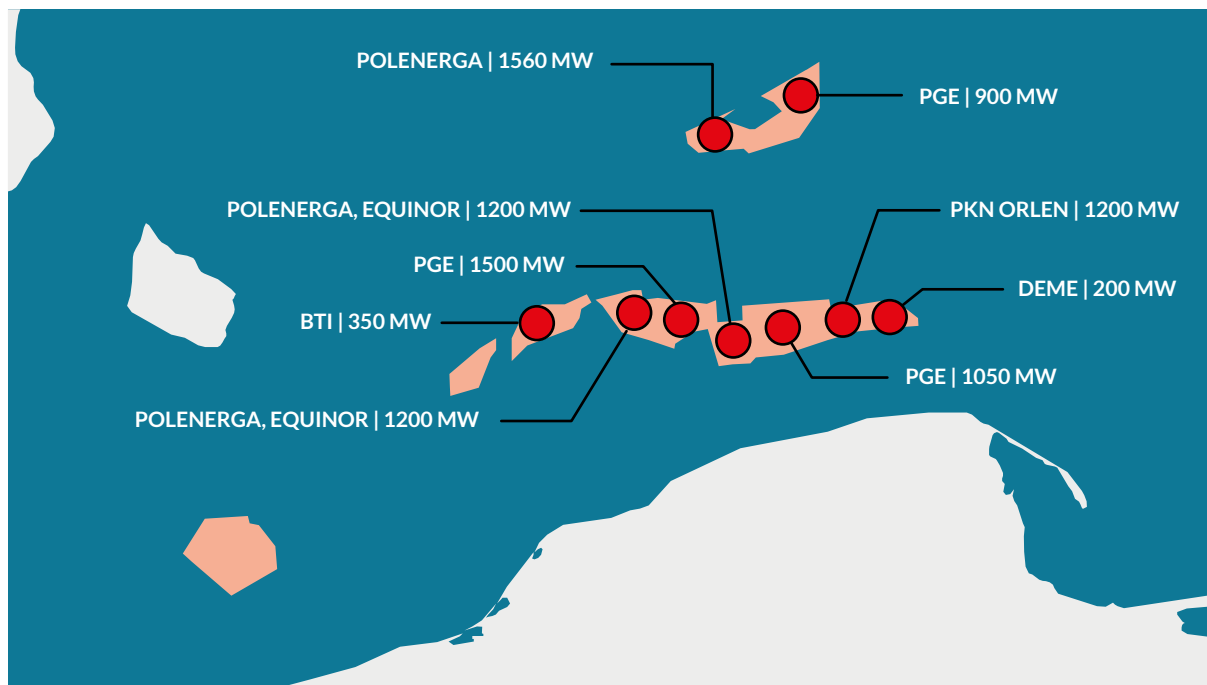 POLENERGA | 1560 MW
PGE | 900 MW
POLENERGA, EQUINOR | 1200 MW
PKN ORLEN | 1200 MW
PGE | 1500 MW
DEME | 200 MW
BTI | 350 MW
PGE | 1050 MW
POLENERGA, EQUINOR | 1200 MW